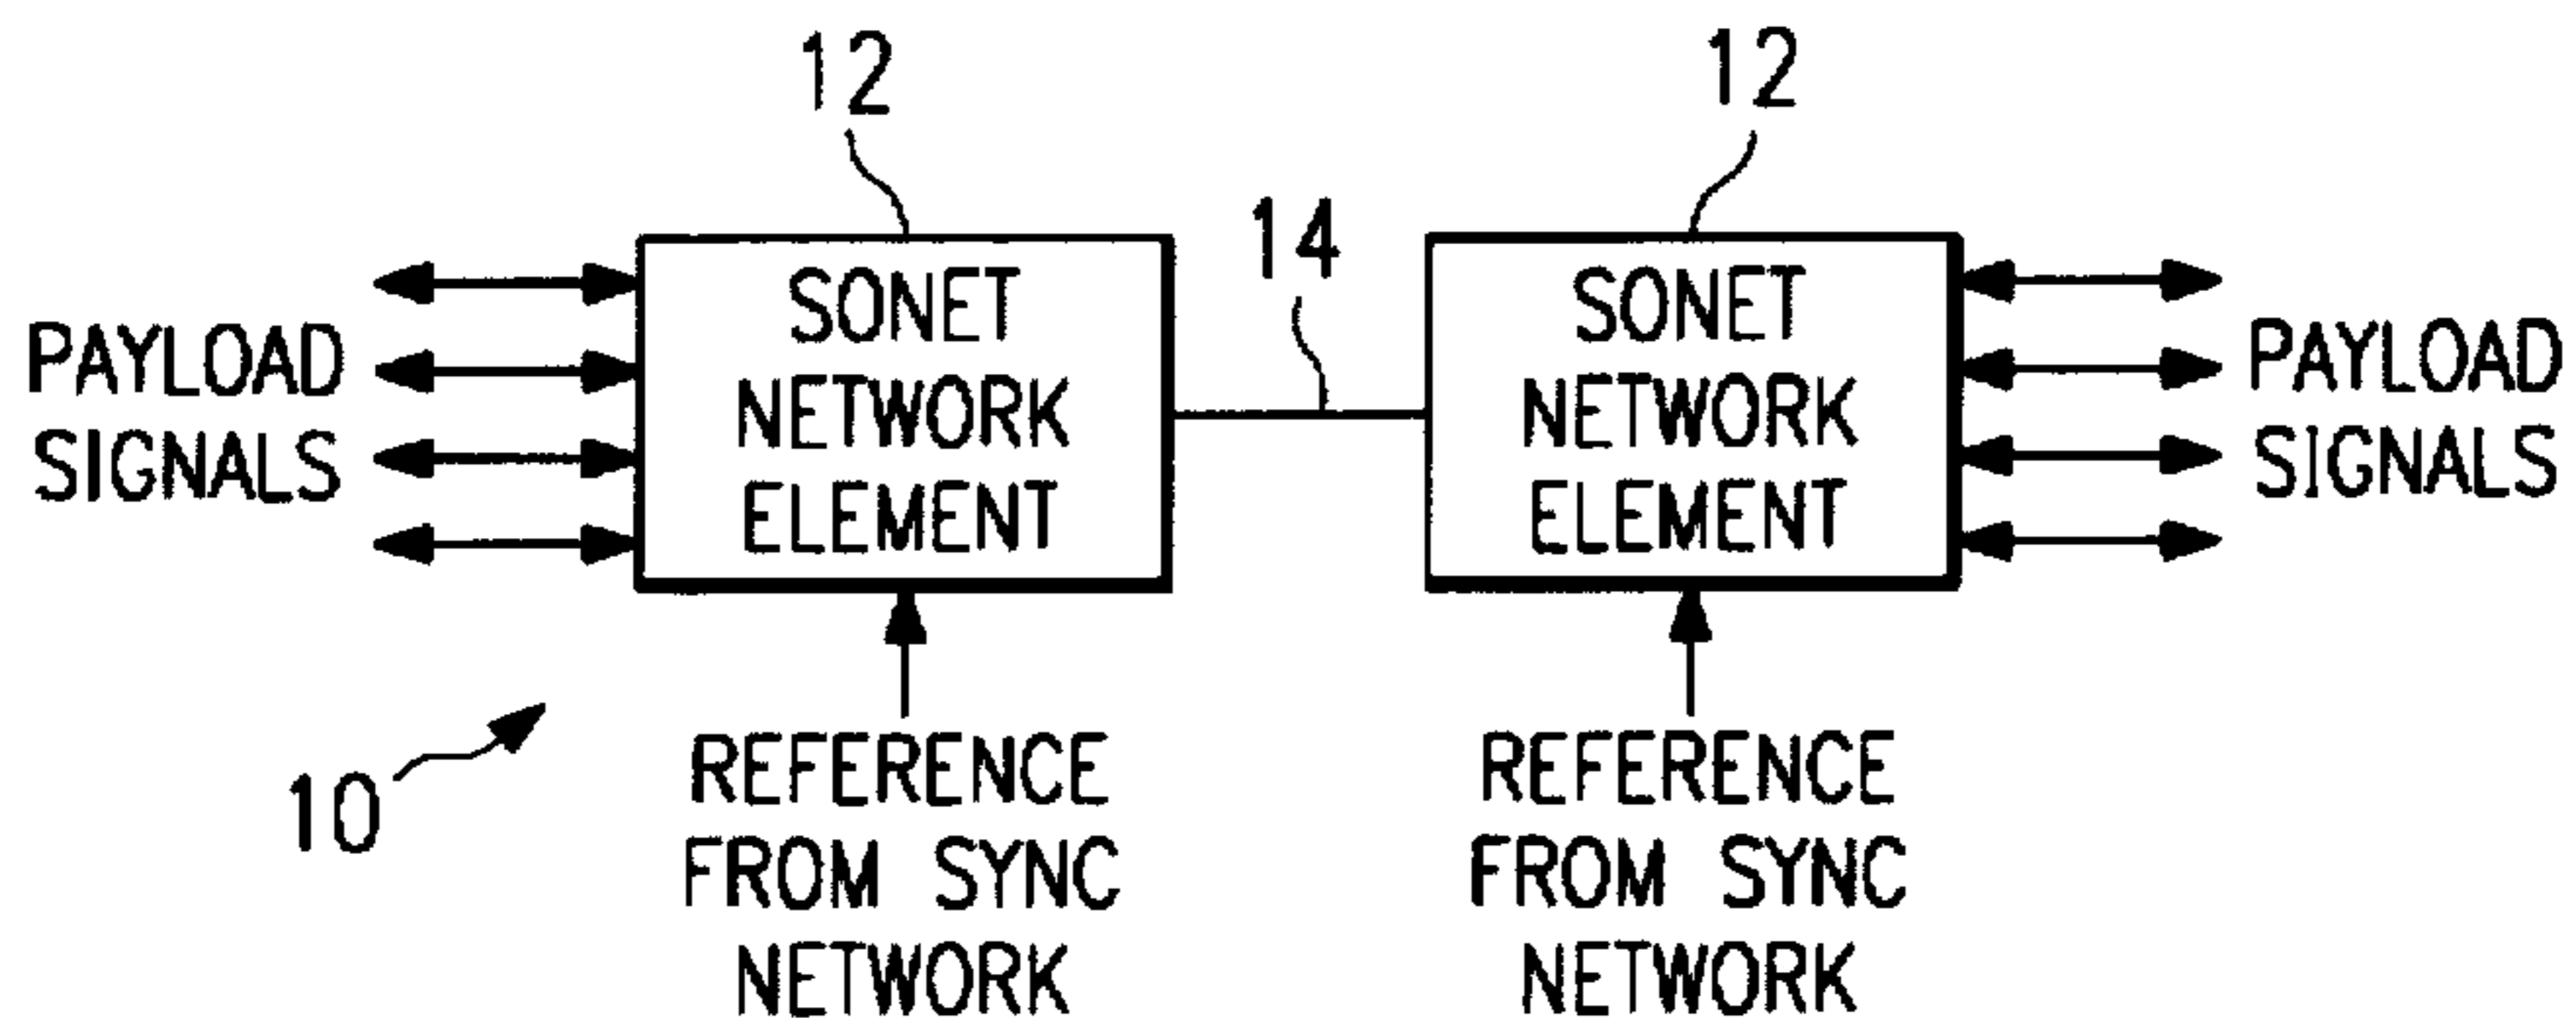 12
12
14
SONET
NETWORK
ELEMENT
SONET
NETWORK
ELEMENT
PAYLOAD
SIGNALS
PAYLOAD
SIGNALS
10
REFERENCE
FROM SYNC
NETWORK
REFERENCE
FROM SYNC
NETWORK